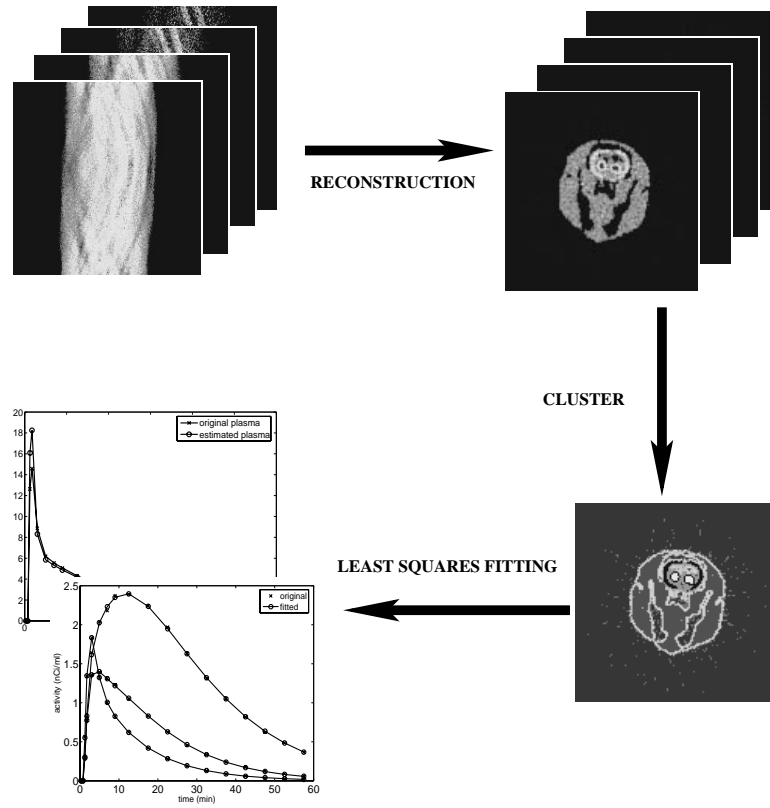 RECONSTRUCTION
CLUSTER
LEAST SQUARES FITTING
20
18
16
14
12
10
8
6
4
2
0
0
original plasma
estimated plasma
2.5
2
1.5
1
0.5
0
activity (nCi/ml)
original
fitted
0 10 20 30 40 50 60
time (min)